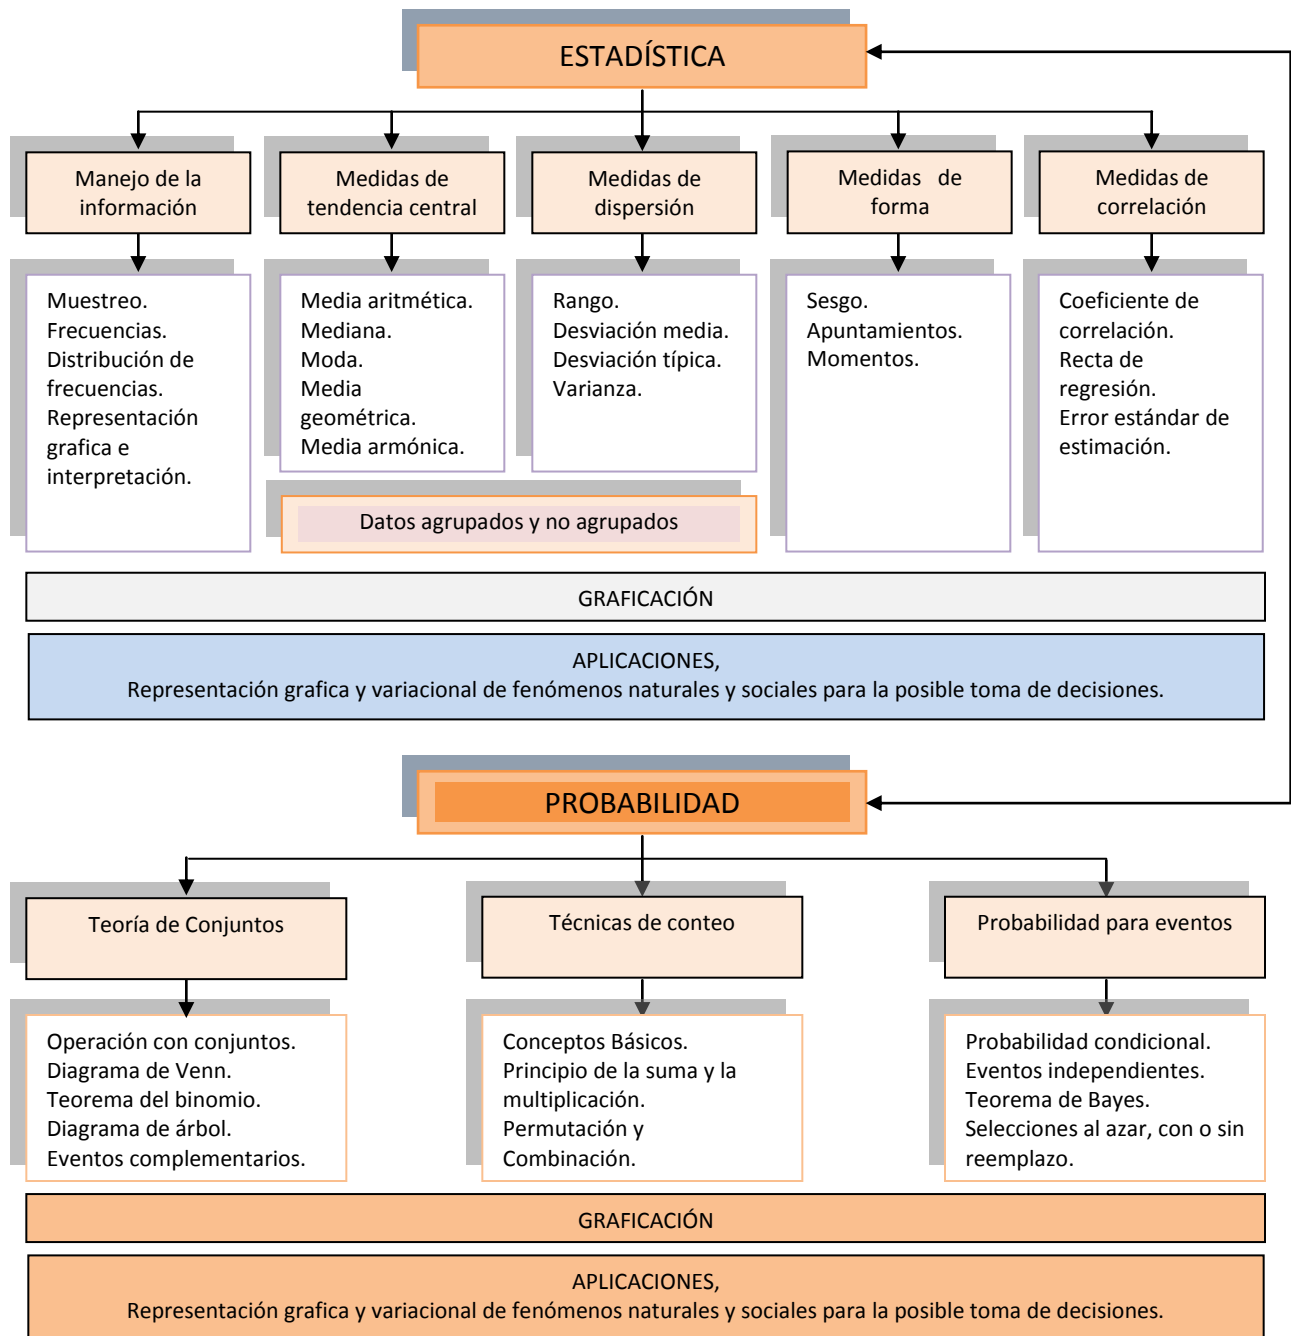 ESTADÍSTICA
Manejo de la
información
Medidas de
tendencia central
Medidas de
dispersión
Medidas de
forma
Medidas de
correlación
Muestreo.
Frecuencias.
Distribución de
frecuencias.
Representación
grafica e
interpretación.
Media aritmética.
Mediana.
Moda.
Media
geométrica.
Media armónica.
Rango.
Desviación media.
Desviación típica.
Varianza.
Sesgo.
Apuntamientos.
Momentos.
Coeficiente de
correlación.
Recta de
regresión.
Error estándar de
estimación.
Datos agrupados y no agrupados
GRAFICACIÓN
APLICACIONES,
Representación grafica y variacional de fenómenos naturales y sociales para la posible toma de decisiones.
PROBABILIDAD
Teoría de Conjuntos
Técnicas de conteo
Probabilidad para eventos
Operación con conjuntos.
Diagrama de Venn.
Teorema del binomio.
Diagrama de árbol.
Eventos complementarios.
Conceptos Básicos.
Principio de la suma y la
multiplicación.
Permutación y
Combinación.
Probabilidad condicional.
Eventos independientes.
Teorema de Bayes.
Selecciones al azar, con o sin
reemplazo.
GRAFICACIÓN
APLICACIONES,
Representación grafica y variacional de fenómenos naturales y sociales para la posible toma de decisiones.